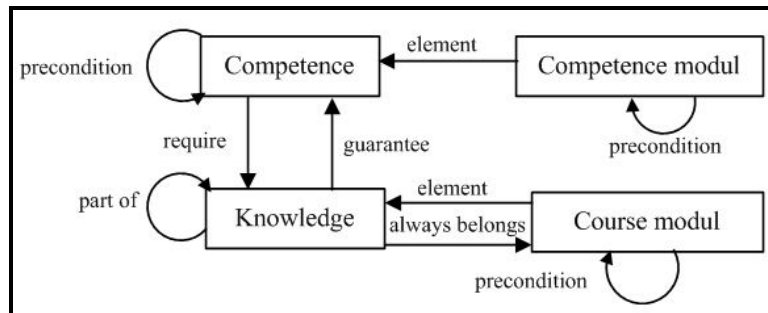 element
precondition
Competence
Competence modul
require
guarantee
precondition
part of
element
Knowledge
always belongs
Course modul
precondition